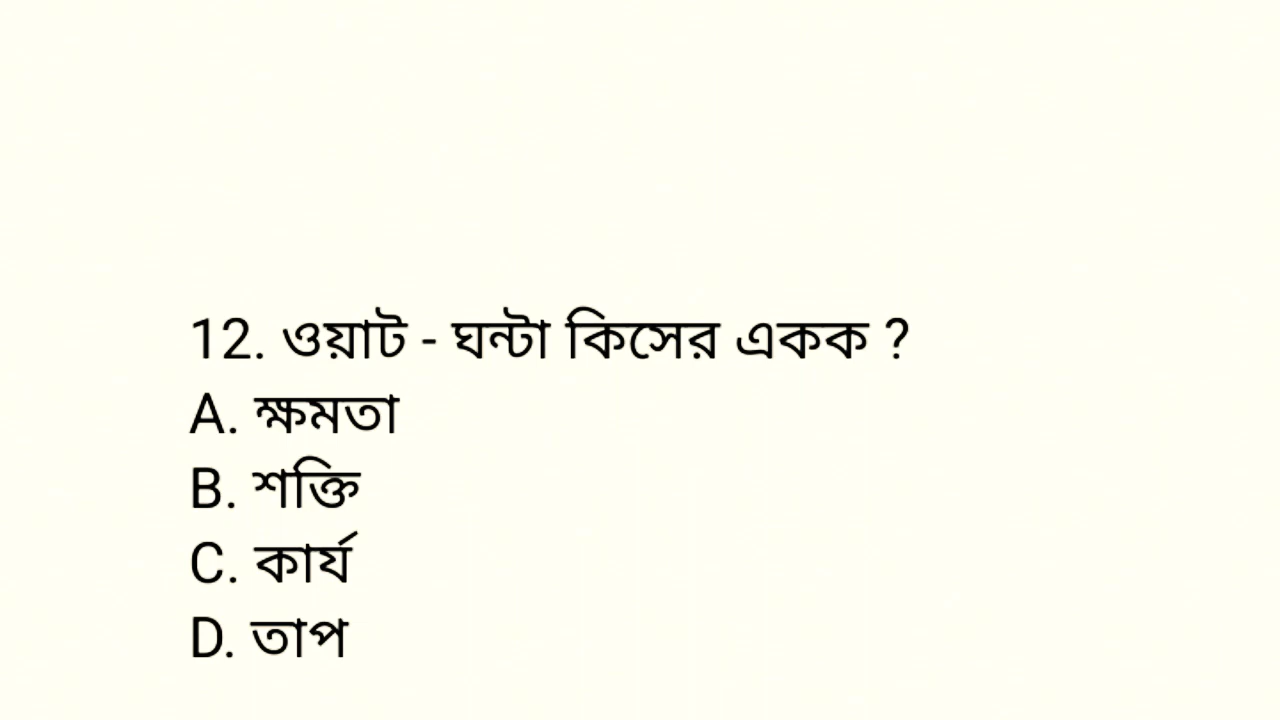 12. ওয়াট - ঘন্টা কিসের একক ?
A. ক্ষমতা
B. শক্তি
C. কার্য
D. তাপ